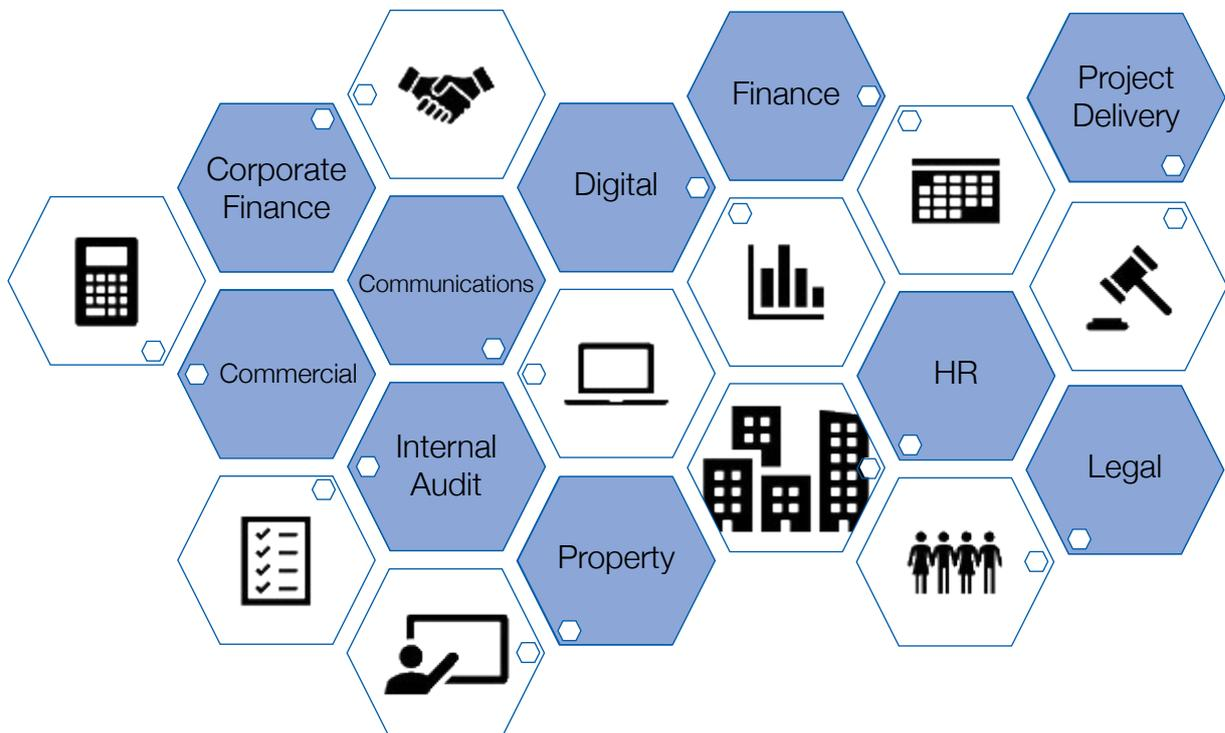 Finance
Project
Delivery
Corporate
Finance
Digital
Communications
Commercial
HR
Internal
Audit
Legal
Property